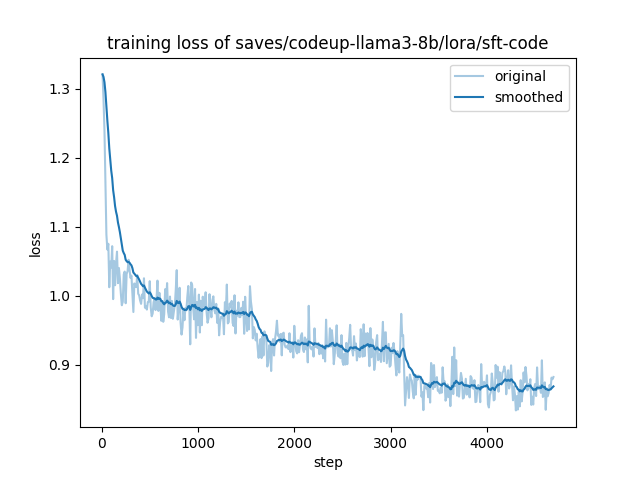 training loss of saves/codeup-llama3-8b/lora/sft-code
original
smoothed
1.3
1.2
1.1
1.0
0.9
loss
0
1000
2000
3000
4000
step